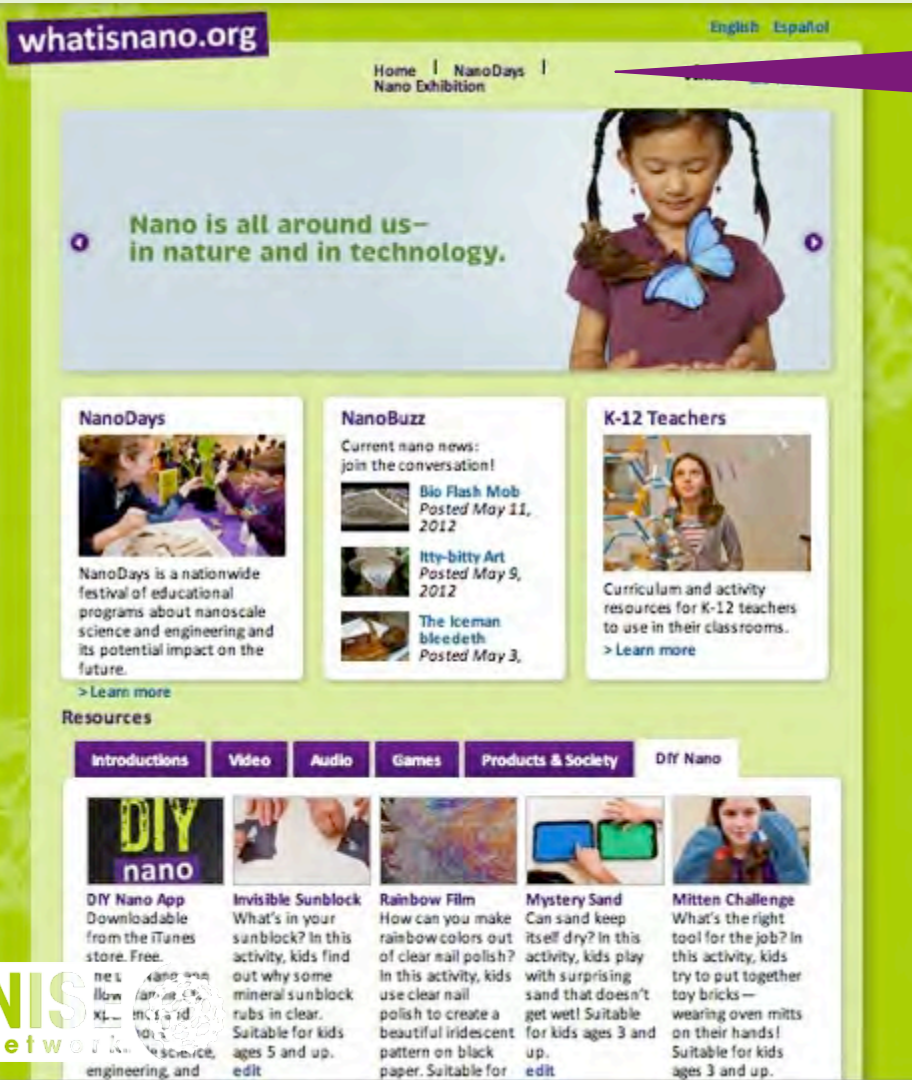 whatisnano.org
English Español
Home | NanoDays |
Nano Exhibition
Nano is all around us–
in nature and in technology.
NanoDays
NanoDays is a nationwide
festival of educational
programs about nanoscale
science and engineering and
its potential impact on the
future.
> Learn more
NanoBuzz
Current nano news:
join the conversation!
Bio Flash Mob
Posted May 11,
2012
Itty-bitty Art
Posted May 9,
2012
The Iceman
bleedeth
Posted May 3,
K-12 Teachers
Curriculum and activity
resources for K-12 teachers
to use in their classrooms.
> Learn more
Resources
Introductions
Video
Audio
Games
Products & Society
DIY Nano
DIY
nano
DIY Nano App
Downloadable
from the iTunes
store. Free.
science,
engineering, and
Invisible Sunblock
What's in your
sunblock? In this
activity, kids find
out why some
mineral sunblock
rubs in clear.
Suitable for kids
ages 5 and up.
edit
Rainbow Film
How can you make
rainbow colors out
of clear nail polish?
In this activity, kids
use clear nail
polish to create a
beautiful iridescent
pattern on black
paper. Suitable for
Mystery Sand
Can sand keep
itself dry? In this
activity, kids play
with surprising
sand that doesn't
get wet! Suitable
for kids ages 3 and
up.
edit
Mitten Challenge
What's the right
tool for the job? In
this activity, kids
try to put together
toy bricks—
wearing oven mitts
on their hands!
Suitable for kids
ages 3 and up.